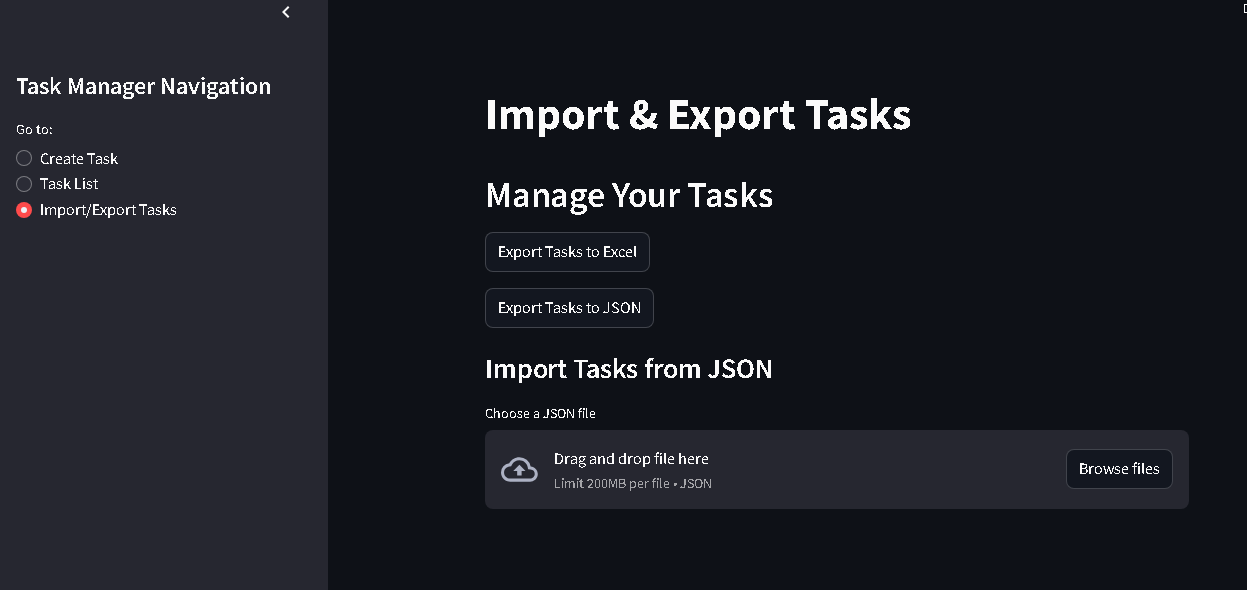 Task Manager Navigation
Go to:
Create Task
Task List
Import/Export Tasks
Import & Export Tasks
Manage Your Tasks
Export Tasks to Excel
Export Tasks to JSON
Import Tasks from JSON
Choose a JSON file
Drag and drop file here
Limit 200MB per file • JSON
Browse files